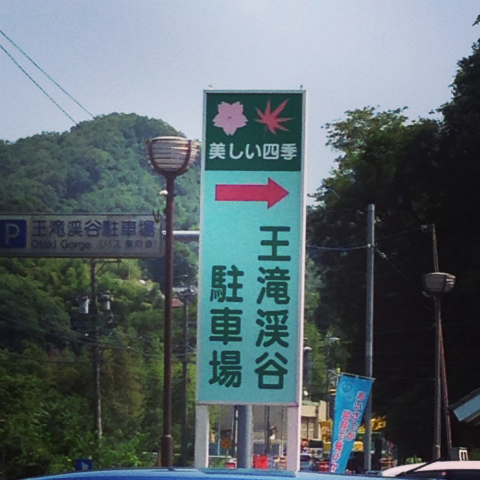 美しい四季
王滝渓谷
駐車場
P 王滝渓谷駐車場
Otaki Gorge